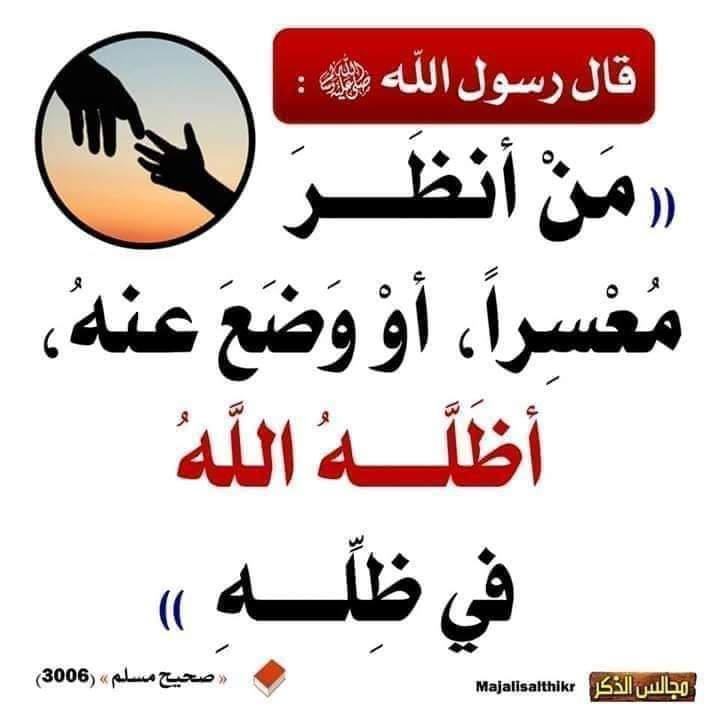 قال رسول الله ﷺ :
« مَنْ أنظَـــرَ
مُعْسِراً، أوْ وَضَعَ عنهُ،
أظَلَّـــهُ اللَّهُ
في ظِلِّـــهِ »
« صحيح مسلم » (3006)
Majalisalthikr
مجالس الذكر